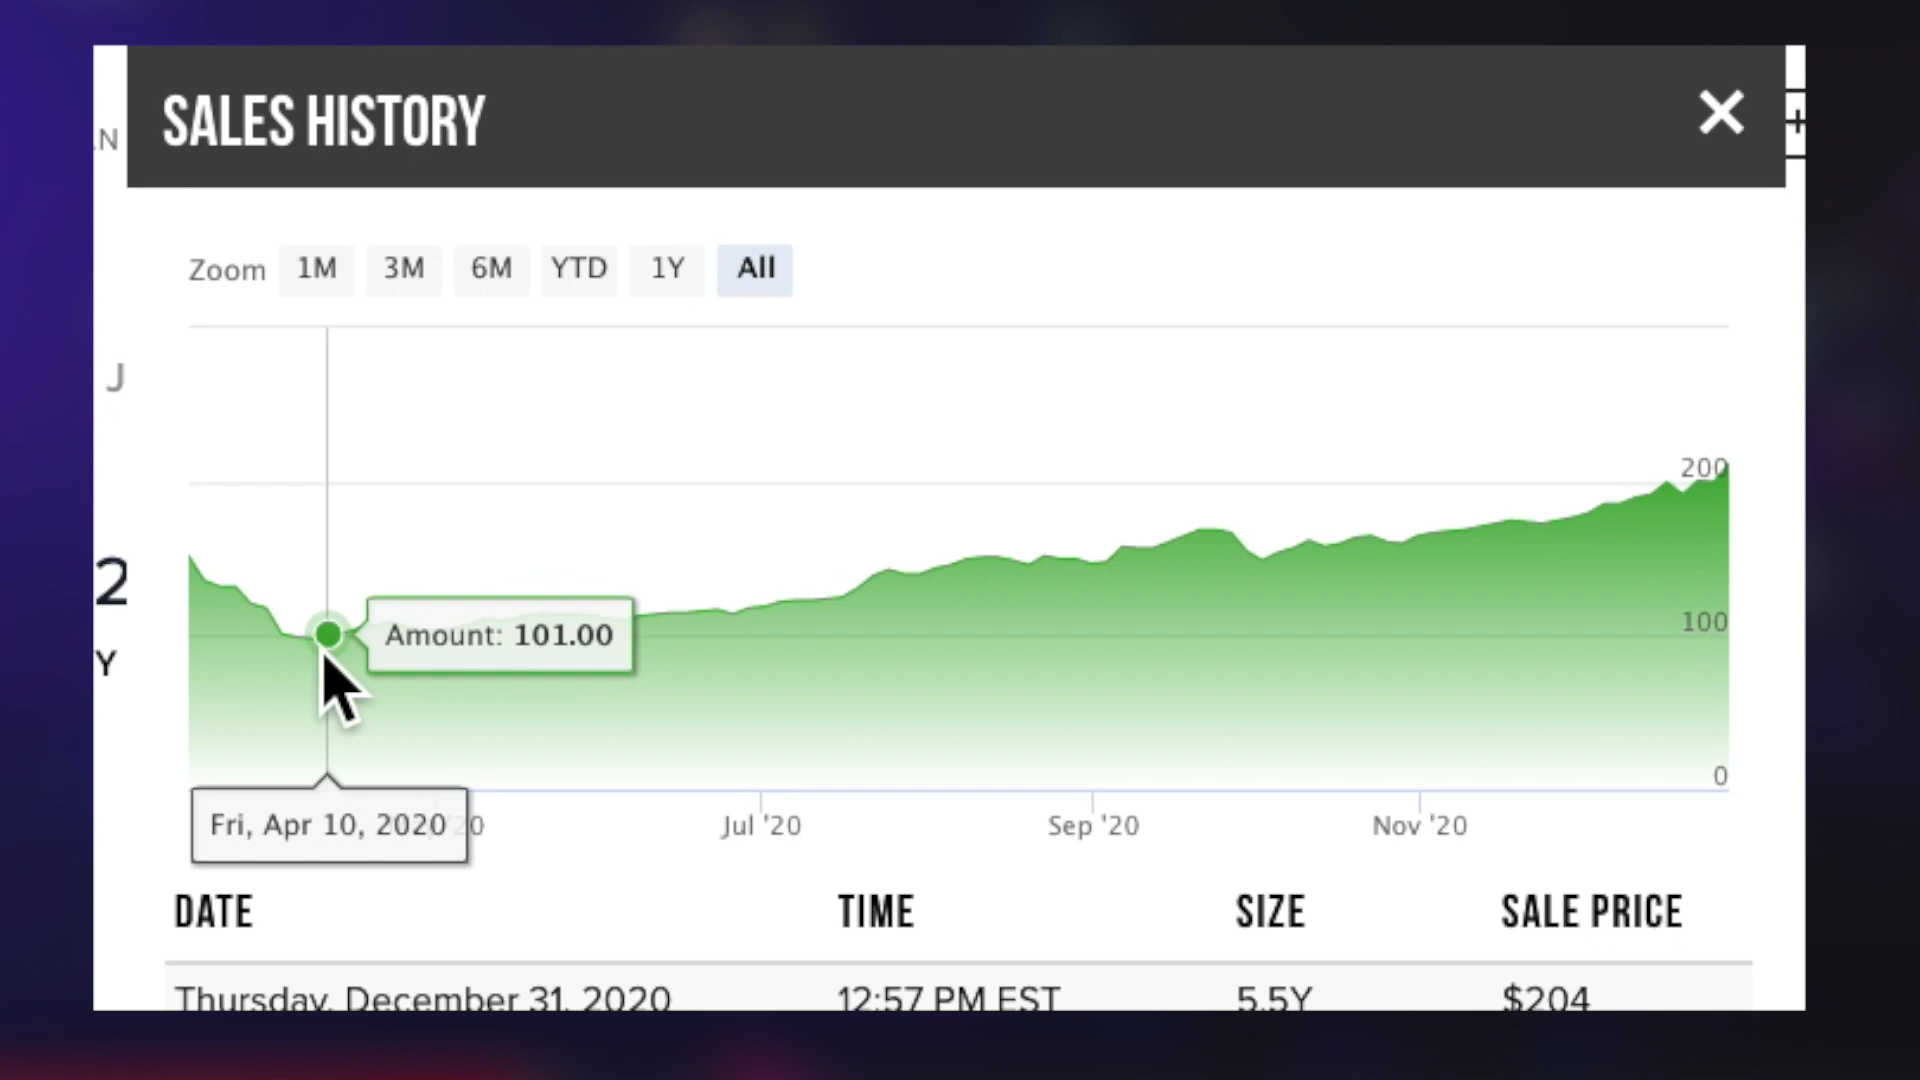 SALES HISTORY
N
Zoom 1M 3M 6M YTD 1Y All
J
200
2
Amount: 101.00
100
Y
0
Fri, Apr 10, 2020 '20 Jul '20 Sep '20 Nov '20
DATE TIME SIZE SALE PRICE
Thursday, December 31, 2020 12:57 PM EST 5.5Y $204